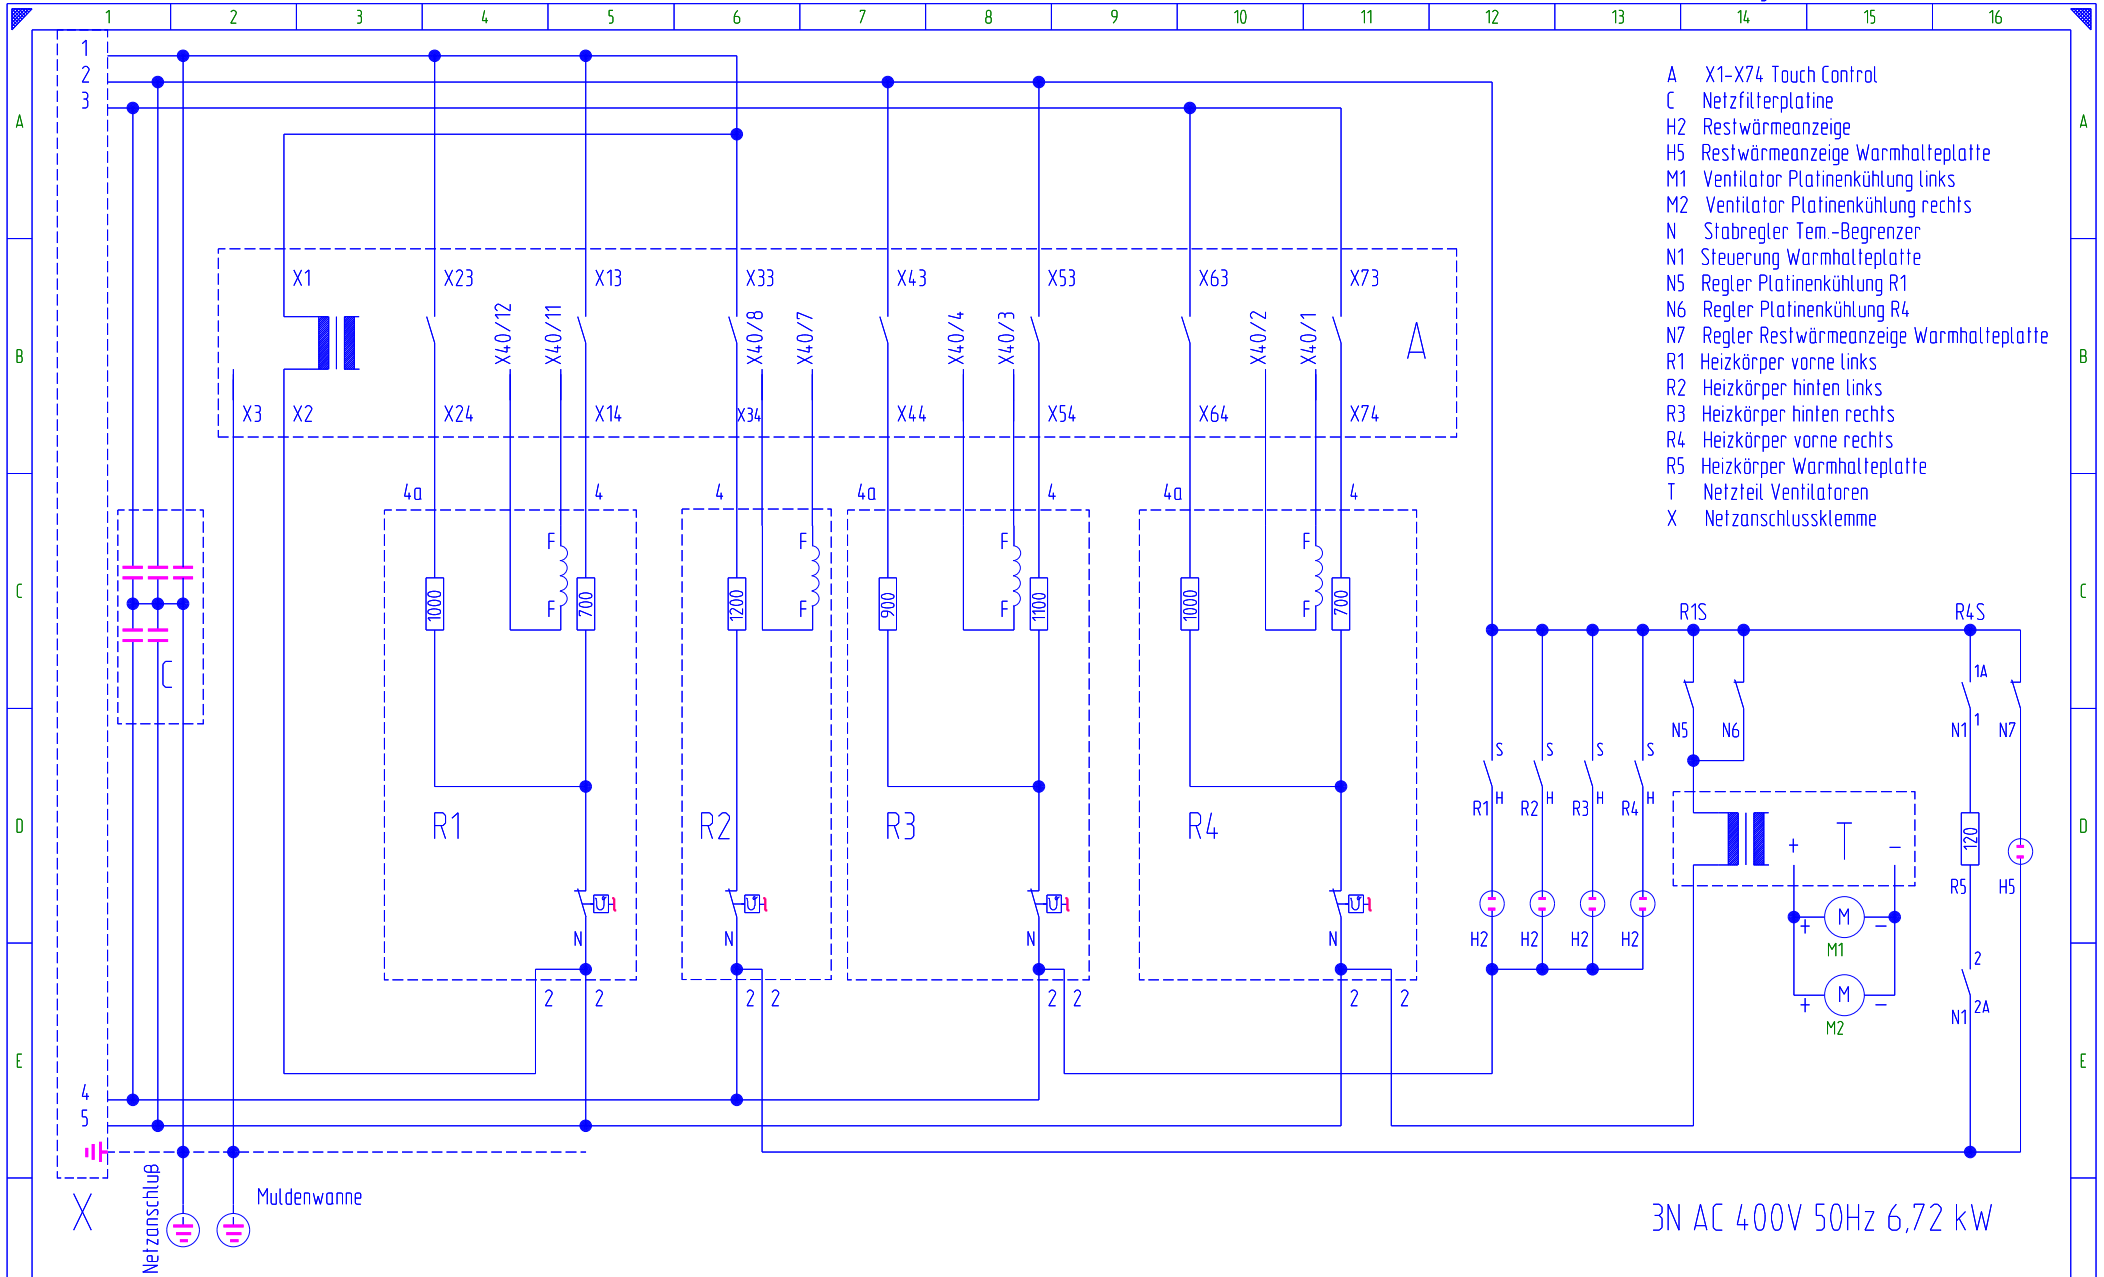 1 2 3 4 5 6 7 8 9 10 11 12 13 14 15 16
1
2
3
A A
A X1-X74 Touch Control
C Netzfilterplatine
H2 Restwärmeanzeige
H5 Restwärmeanzeige Warmhalteplatte
M1 Ventilator Platinenkühlung links
M2 Ventilator Platinenkühlung rechts
N Stabregler Tem.-Begrenzer
N1 Steuerung Warmhalteplatte
N5 Regler Platinenkühlung R1
N6 Regler Platinenkühlung R4
N7 Regler Restwärmeanzeige Warmhalteplatte
R1 Heizkörper vorne links
R2 Heizkörper hinten links
R3 Heizkörper hinten rechts
R4 Heizkörper vorne rechts
R5 Heizkörper Warmhalteplatte
T Netzteil Ventilatoren
X Netzanschlussklemme
X1 X23 X13 X33 X43 X53 X63 X73
X40/12 X40/11 X40/8 X40/7 X40/4 X40/3 X40/2 X40/1
A
B B
X3 X2 X24 X14 X34 X44 X54 X64 X74
4a 4 4 4a 4 4a 4
F F F F
C C
1000 700 1200 900 1100 1000 700
F F F F
R1S R4S
C
1A
N5 N6 N1 1 N7
S S S S
R1 H R2 H R3 H R4 H
D D
R1 R2 R3 R4
+ T -
120
R5 H5
U U U U
M
+ -
N N N N
H2 H2 H2 H2
M1
2
2 2 2 2 2 2 2 2
M
+ -
M2
N1 2A
E E
4
5
X
Netzanschluß
Muldenwanne
3N AC 400V 50Hz 6,72 kW